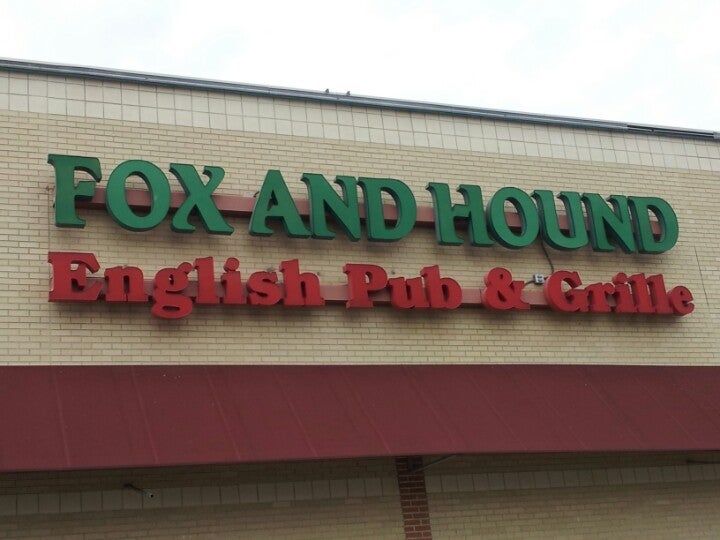 FOX AND HOUND
English Pub & Grille